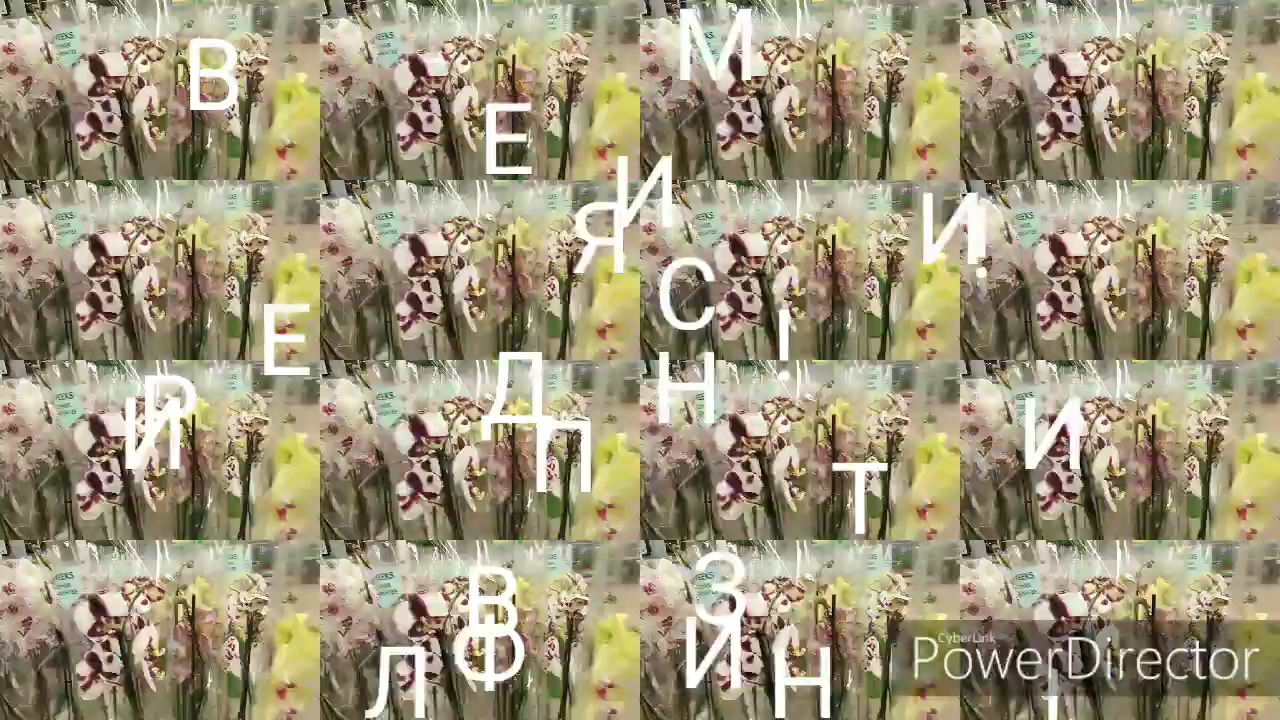 В
М
Е
И
Я
И!
С
!
Е
Д
Н
Р
И
П
И
Т
В
З
Ф
И
Л
Н
!
CyberLink
PowerDirector